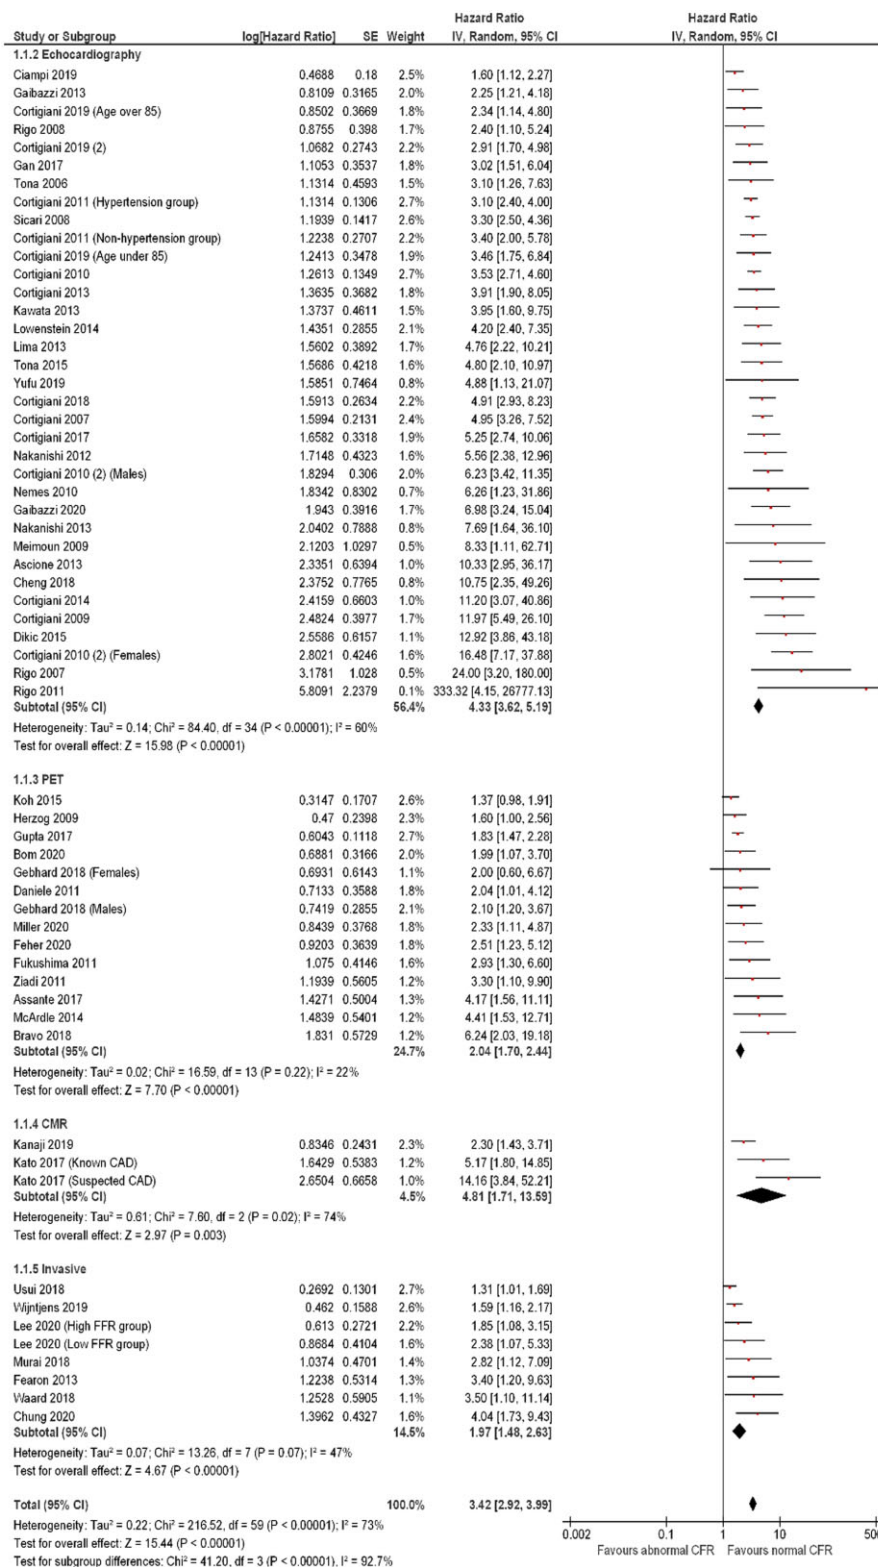 Hazard Ratio Hazard Ratio
Study or Subgroup log[Hazard Ratio] SE Weight IV, Random, 95% CI IV, Random, 95% CI
1.1.2 Echocardiography
Ciampi 2019 0.4688 0.18 2.5% 1.60 [1.12, 2.27]
Gaibazzi 2013 0.8109 0.3165 2.0% 2.25 [1.21, 4.18]
Cortigiani 2019 (Age over 85) 0.8502 0.3669 1.8% 2.34 [1.14, 4.80]
Rigo 2008 0.8755 0.398 1.7% 2.40 [1.10, 5.24]
Cortigiani 2019 (2) 1.0682 0.2743 2.2% 2.91 [1.70, 4.98]
Gan 2017 1.1053 0.3537 1.8% 3.02 [1.51, 6.04]
Tona 2006 1.1314 0.4593 1.5% 3.10 [1.26, 7.63]
Cortigiani 2011 (Hypertension group) 1.1314 0.1306 2.7% 3.10 [2.40, 4.00]
Sicari 2008 1.1939 0.1417 2.6% 3.30 [2.50, 4.36]
Cortigiani 2011 (Non-hypertension group) 1.2238 0.2707 2.2% 3.40 [2.00, 5.78]
Cortigiani 2019 (Age under 85) 1.2413 0.3478 1.9% 3.46 [1.75, 6.84]
Cortigiani 2010 1.2613 0.1349 2.7% 3.53 [2.71, 4.60]
Cortigiani 2013 1.3635 0.3682 1.8% 3.91 [1.90, 8.05]
Kawata 2013 1.3737 0.4611 1.5% 3.95 [1.60, 9.75]
Lowenstein 2014 1.4351 0.2855 2.1% 4.20 [2.40, 7.35]
Lima 2013 1.5602 0.3892 1.7% 4.76 [2.22, 10.21]
Tona 2015 1.5686 0.4218 1.6% 4.80 [2.10, 10.97]
Yufu 2019 1.5851 0.7464 0.8% 4.88 [1.13, 21.07]
Cortigiani 2018 1.5913 0.2634 2.2% 4.91 [2.93, 8.23]
Cortigiani 2007 1.5994 0.2131 2.4% 4.95 [3.26, 7.52]
Cortigiani 2017 1.6582 0.3318 1.9% 5.25 [2.74, 10.06]
Nakanishi 2012 1.7148 0.4323 1.6% 5.56 [2.38, 12.96]
Cortigiani 2010 (2) (Males) 1.8294 0.306 2.0% 6.23 [3.42, 11.35]
Nemes 2010 1.8342 0.8302 0.7% 6.26 [1.23, 31.86]
Gaibazzi 2020 1.943 0.3916 1.7% 6.98 [3.24, 15.04]
Nakanishi 2013 2.0402 0.7888 0.8% 7.69 [1.64, 36.10]
Meimoun 2009 2.1203 1.0297 0.5% 8.33 [1.11, 62.71]
Ascione 2013 2.3351 0.6394 1.0% 10.33 [2.95, 36.17]
Cheng 2018 2.3752 0.7765 0.8% 10.75 [2.35, 49.26]
Cortigiani 2014 2.4159 0.6603 1.0% 11.20 [3.07, 40.86]
Cortigiani 2009 2.4824 0.3977 1.7% 11.97 [5.49, 26.10]
Dikic 2015 2.5586 0.6157 1.1% 12.92 [3.86, 43.18]
Cortigiani 2010 (2) (Females) 2.8021 0.4246 1.6% 16.48 [7.17, 37.88]
Rigo 2007 3.1781 1.028 0.5% 24.00 [3.20, 180.00]
Rigo 2011 5.8091 2.2379 0.1% 333.32 [4.15, 26777.13]
Subtotal (95% CI) 56.4% 4.33 [3.62, 5.19]
Heterogeneity: Tau² = 0.14; Chi² = 84.40, df = 34 (P < 0.00001); I² = 60%
Test for overall effect: Z = 15.98 (P < 0.00001)
1.1.3 PET
Koh 2015 0.3147 0.1707 2.6% 1.37 [0.98, 1.91]
Herzog 2009 0.47 0.2398 2.3% 1.60 [1.00, 2.56]
Gupta 2017 0.6043 0.1118 2.7% 1.83 [1.47, 2.28]
Bom 2020 0.6881 0.3166 2.0% 1.99 [1.07, 3.70]
Gebhard 2018 (Females) 0.6931 0.6143 1.1% 2.00 [0.60, 6.67]
Daniele 2011 0.7133 0.3588 1.8% 2.04 [1.01, 4.12]
Gebhard 2018 (Males) 0.7419 0.2855 2.1% 2.10 [1.20, 3.67]
Miller 2020 0.8439 0.3768 1.8% 2.33 [1.11, 4.87]
Feher 2020 0.9203 0.3639 1.8% 2.51 [1.23, 5.12]
Fukushima 2011 1.075 0.4146 1.6% 2.93 [1.30, 6.60]
Ziadi 2011 1.1939 0.5605 1.2% 3.30 [1.10, 9.90]
Assante 2017 1.4271 0.5004 1.3% 4.17 [1.56, 11.11]
McArdle 2014 1.4839 0.5401 1.2% 4.41 [1.53, 12.71]
Bravo 2018 1.831 0.5729 1.2% 6.24 [2.03, 19.18]
Subtotal (95% CI) 24.7% 2.04 [1.70, 2.44]
Heterogeneity: Tau² = 0.02; Chi² = 16.59, df = 13 (P = 0.22); I² = 22%
Test for overall effect: Z = 7.70 (P < 0.00001)
1.1.4 CMR
Kanaji 2019 0.8346 0.2431 2.3% 2.30 [1.43, 3.71]
Kato 2017 (Known CAD) 1.6429 0.5383 1.2% 5.17 [1.80, 14.85]
Kato 2017 (Suspected CAD) 2.6504 0.6658 1.0% 14.16 [3.84, 52.21]
Subtotal (95% CI) 4.5% 4.81 [1.71, 13.59]
Heterogeneity: Tau² = 0.61; Chi² = 7.60, df = 2 (P = 0.02); I² = 74%
Test for overall effect: Z = 2.97 (P = 0.003)
1.1.5 Invasive
Usui 2018 0.2692 0.1301 2.7% 1.31 [1.01, 1.69]
Wijntjens 2019 0.462 0.1588 2.6% 1.59 [1.16, 2.17]
Lee 2020 (High FFR group) 0.613 0.2721 2.2% 1.85 [1.08, 3.15]
Lee 2020 (Low FFR group) 0.8684 0.4104 1.6% 2.38 [1.07, 5.33]
Murai 2018 1.0374 0.4701 1.4% 2.82 [1.12, 7.09]
Fearon 2013 1.2238 0.5314 1.3% 3.40 [1.20, 9.63]
Waard 2018 1.2528 0.5905 1.1% 3.50 [1.10, 11.14]
Chung 2020 1.3962 0.4327 1.6% 4.04 [1.73, 9.43]
Subtotal (95% CI) 14.5% 1.97 [1.48, 2.63]
Heterogeneity: Tau² = 0.07; Chi² = 13.26, df = 7 (P = 0.07); I² = 47%
Test for overall effect: Z = 4.67 (P < 0.00001)
Total (95% CI) 100.0% 3.42 [2.92, 3.99]
Heterogeneity: Tau² = 0.22; Chi² = 216.52, df = 59 (P < 0.00001); I² = 73%
0.002 0.1 1 10 500
Test for overall effect: Z = 15.44 (P < 0.00001)
Favours abnormal CFR Favours normal CFR
Test for subgroup differences: Chi² = 41.20, df = 3 (P < 0.00001), I² = 92.7%